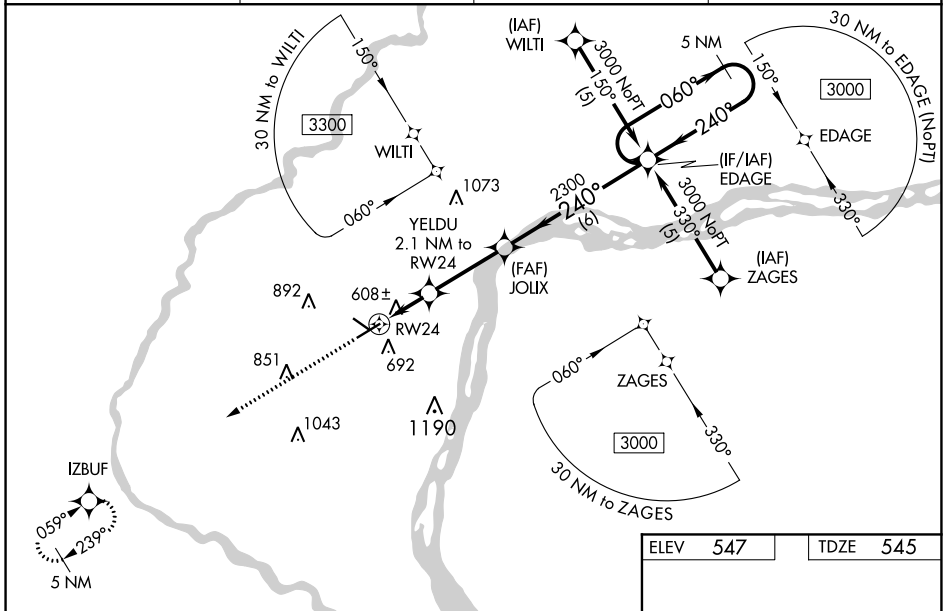 30 NM to WILTI
150°
3300
WILTI
060°
(IAF)
WILTI
3000 NoPT
150°
(5)
5 NM
060°
240°
30 NM to EDAGE (NoPT)
150°
3000
EDAGE
330°
(IF/IAF)
EDAGE
2300
240°
(6)
3000 NoPT
330°
(5)
(IAF)
ZAGES
1073
YELDU
2.1 NM to
RW24
(FAF)
JOLIX
892
608±
RW24
692
851
1043
1190
060°
ZAGES
3000
330°
30 NM to ZAGES
IZBUF
059°
239°
5 NM
ELEV 547
TDZE 545